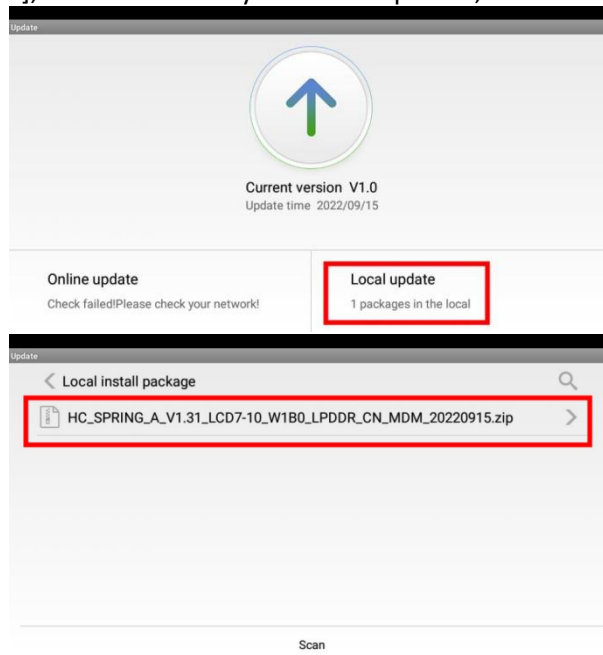 Update
Current version V1.0
Update time 2022/09/15
Online update
Check failed!Please check your network!
Local update
1 packages in the local
Update
Local install package
HC_SPRING_A_V1.31_LCD7-10_W1B0_LPDDR_CN_MDM_20220915.zip
Scan